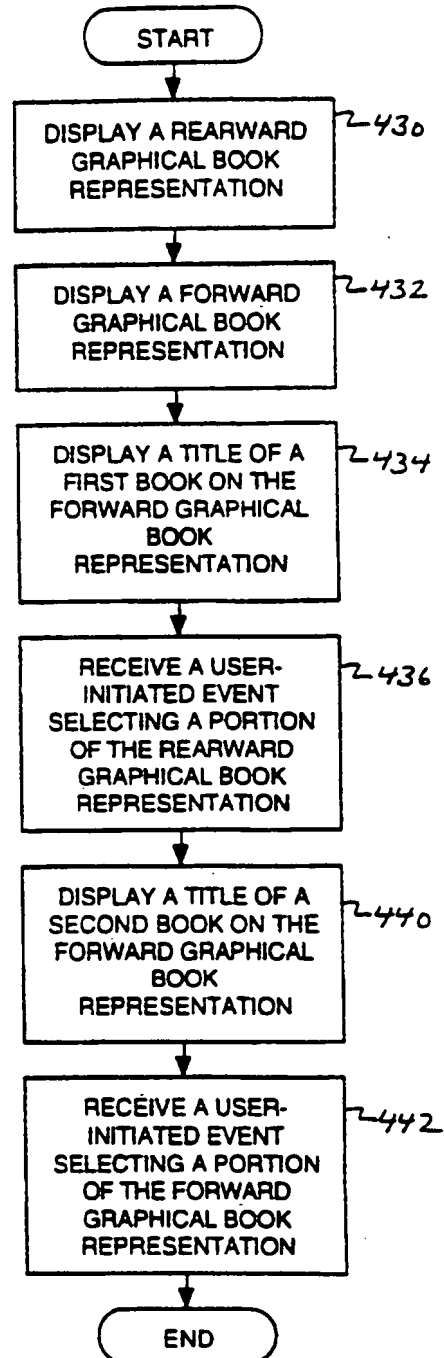 START
DISPLAY A REARWARD
GRAPHICAL BOOK
REPRESENTATION
430
DISPLAY A FORWARD
GRAPHICAL BOOK
REPRESENTATION
432
DISPLAY A TITLE OF A
FIRST BOOK ON THE
FORWARD GRAPHICAL
BOOK
REPRESENTATION
434
RECEIVE A USER-
INITIATED EVENT
SELECTING A PORTION
OF THE REARWARD
GRAPHICAL BOOK
REPRESENTATION
436
DISPLAY A TITLE OF A
SECOND BOOK ON THE
FORWARD GRAPHICAL
BOOK
REPRESENTATION
440
RECEIVE A USER-
INITIATED EVENT
SELECTING A PORTION
OF THE FORWARD
GRAPHICAL BOOK
REPRESENTATION
442
END